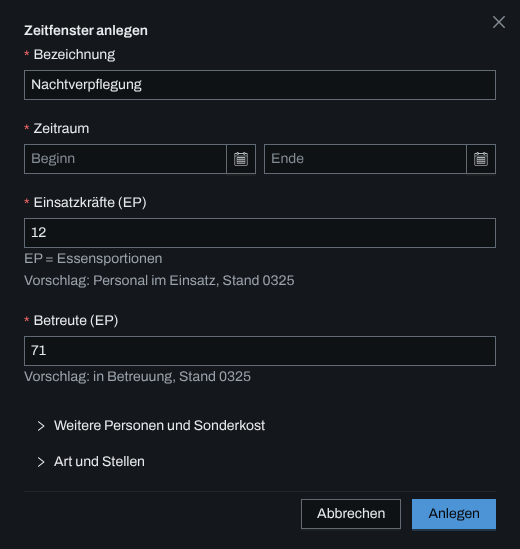 Zeitfenster anlegen
* Bezeichnung
Nachtverpflegung
* Zeitraum
Beginn Ende
* Einsatzkräfte (EP)
12
EP = Essensportionen
Vorschlag: Personal im Einsatz, Stand 0325
* Betreute (EP)
71
Vorschlag: in Betreuung, Stand 0325
Weitere Personen und Sonderkost
Art und Stellen
Abbrechen Anlegen